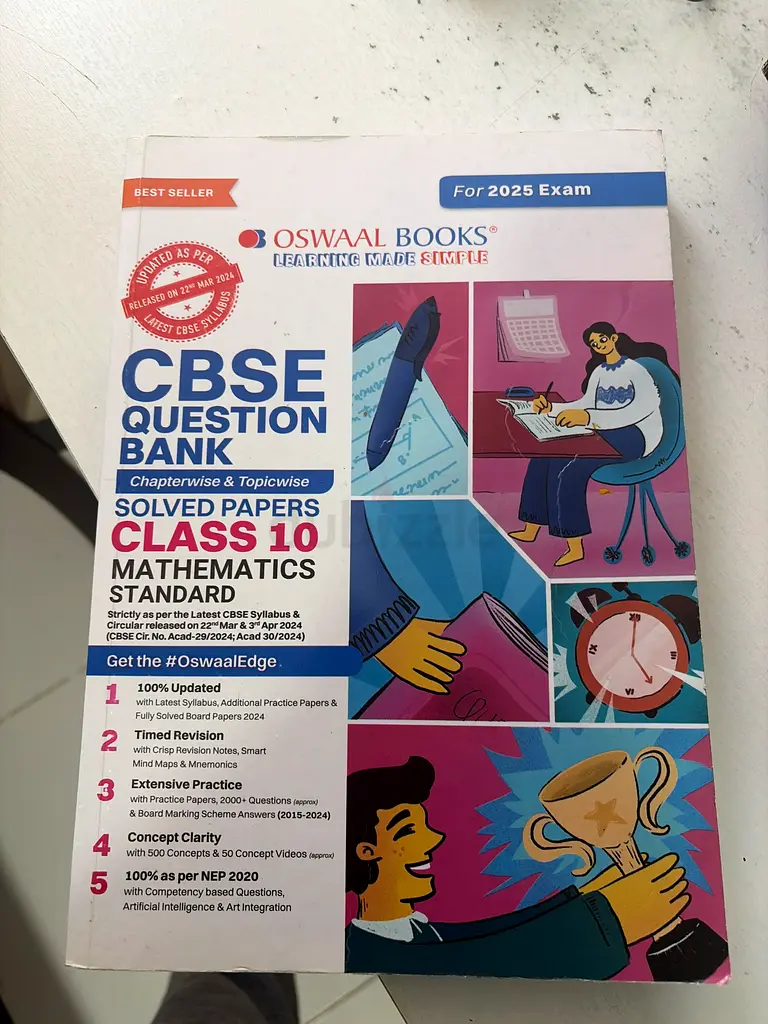 BEST SELLER
For 2025 Exam
OSWAAL BOOKS®
LEARNING MADE SIMPLE
UPDATED AS PER
RELEASED ON 22ND MAR 2024
LATEST CBSE SYLLABUS
CBSE
QUESTION
BANK
Chapterwise & Topicwise
SOLVED PAPERS
CLASS 10
MATHEMATICS
STANDARD
Strictly as per the Latest CBSE Syllabus &
Circular released on 22nd Mar & 3rd Apr 2024
(CBSE Cir. No. Acad-29/2024; Acad 30/2024)
Get the #OswaalEdge
1 100% Updated
with Latest Syllabus, Additional Practice Papers &
Fully Solved Board Papers 2024
2 Timed Revision
with Crisp Revision Notes, Smart
Mind Maps & Mnemonics
3 Extensive Practice
with Practice Papers, 2000+ Questions (approx)
& Board Marking Scheme Answers (2015-2024)
4 Concept Clarity
with 500 Concepts & 50 Concept Videos (approx)
5 100% as per NEP 2020
with Competency based Questions,
Artificial Intelligence & Art Integration
dubizzle